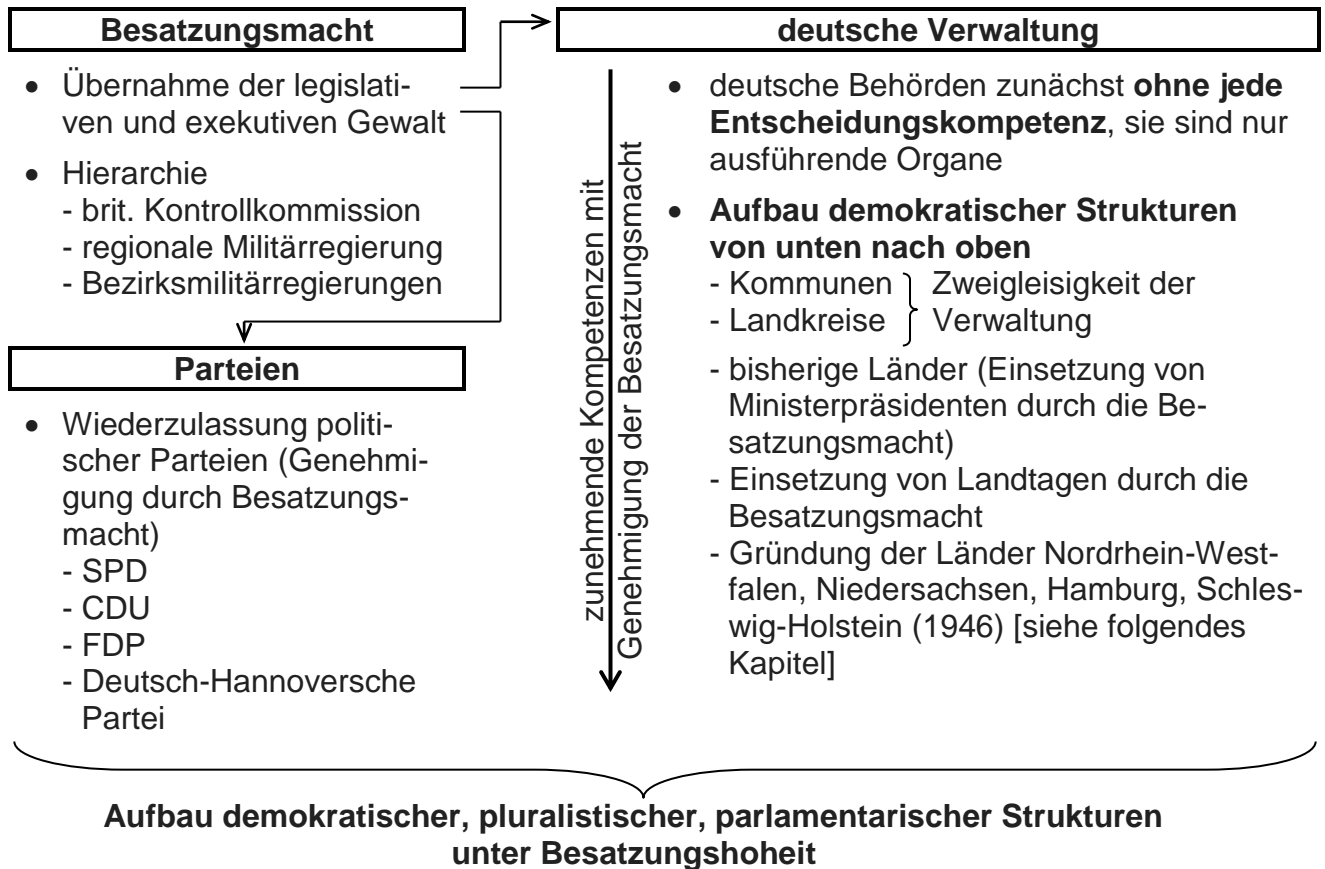 Besatzungsmacht
• Übernahme der legislati-
ven und exekutiven Gewalt
• Hierarchie
- brit. Kontrollkommission
- regionale Militärregierung
- Bezirksmilitärregierungen
Parteien
• Wiederzulassung politi-
scher Parteien (Genehmi-
gung durch Besatzungs-
macht)
- SPD
- CDU
- FDP
- Deutsch-Hannoversche
Partei
zunehmende Kompetenzen mit
Genehmigung der Besatzungsmacht
deutsche Verwaltung
• deutsche Behörden zunächst ohne jede
Entscheidungskompetenz, sie sind nur
ausführende Organe
• Aufbau demokratischer Strukturen
von unten nach oben
- Kommunen Zweigleisigkeit der
- Landkreise Verwaltung
- bisherige Länder (Einsetzung von
Ministerpräsidenten durch die Be-
satzungsmacht)
- Einsetzung von Landtagen durch die
Besatzungsmacht
- Gründung der Länder Nordrhein-West-
falen, Niedersachsen, Hamburg, Schles-
wig-Holstein (1946) [siehe folgendes
Kapitel]
Aufbau demokratischer, pluralistischer, parlamentarischer Strukturen
unter Besatzungshoheit